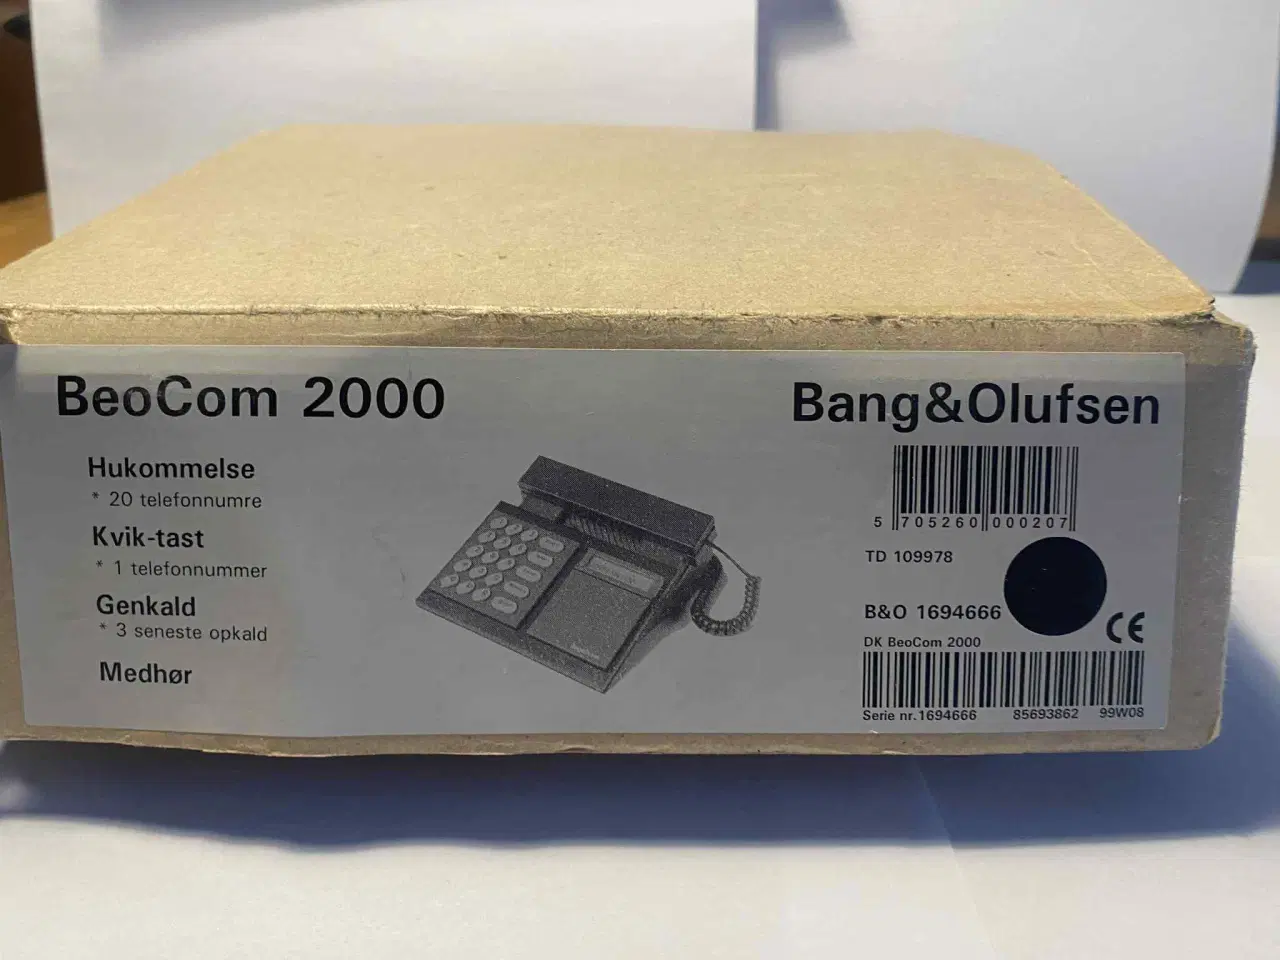 BeoCom 2000
Bang&Olufsen
Hukommelse
* 20 telefonnumre
Kvik-tast
* 1 telefonnummer
Genkald
* 3 seneste opkald
Medhør
5 705260 000207
TD 109978
B&O 1694666
CE
DK BeoCom 2000
Serie nr.1694666 85693862 99W08